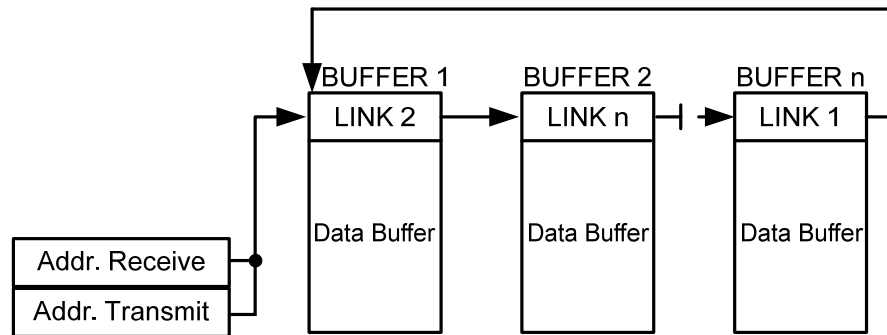 BUFFER 1 BUFFER 2 BUFFER n
LINK 2 LINK n LINK 1
Data Buffer Data Buffer Data Buffer
Addr. Receive
Addr. Transmit